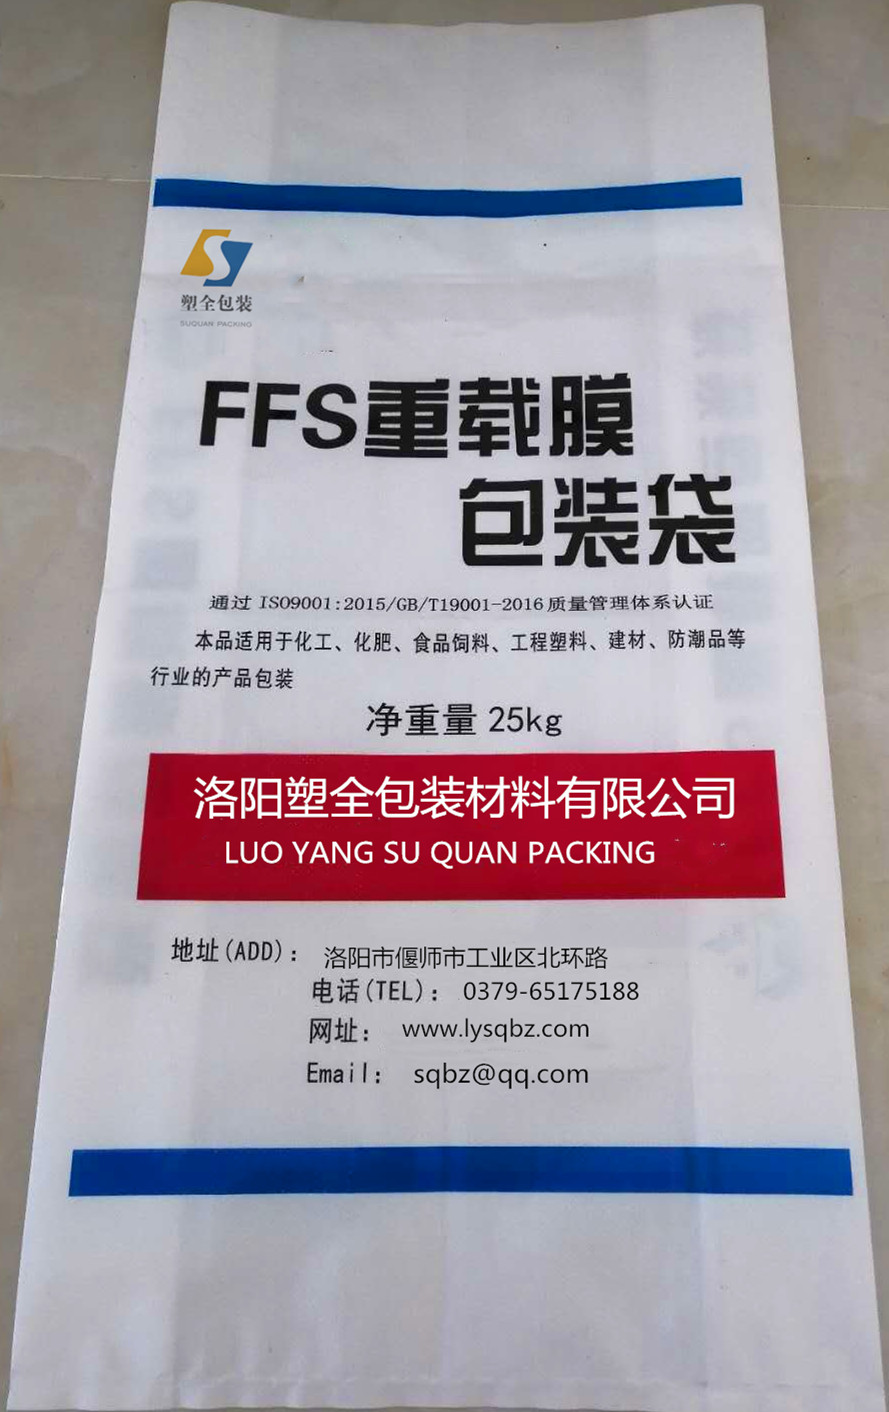 塑全包装
SUQUAN PACKING
FFS重载膜
包装袋
通过 ISO9001:2015/GB/T19001-2016 质量管理体系认证
本品适用于化工、化肥、食品饲料、工程塑料、建材、防潮品等
行业的产品包装
净重量 25kg
洛阳塑全包装材料有限公司
LUO YANG SU QUAN PACKING
地址(ADD)： 洛阳市偃师市工业区北环路
电话(TEL)： 0379-65175188
网址： www.lysqbz.com
Email： sqbz@qq.com